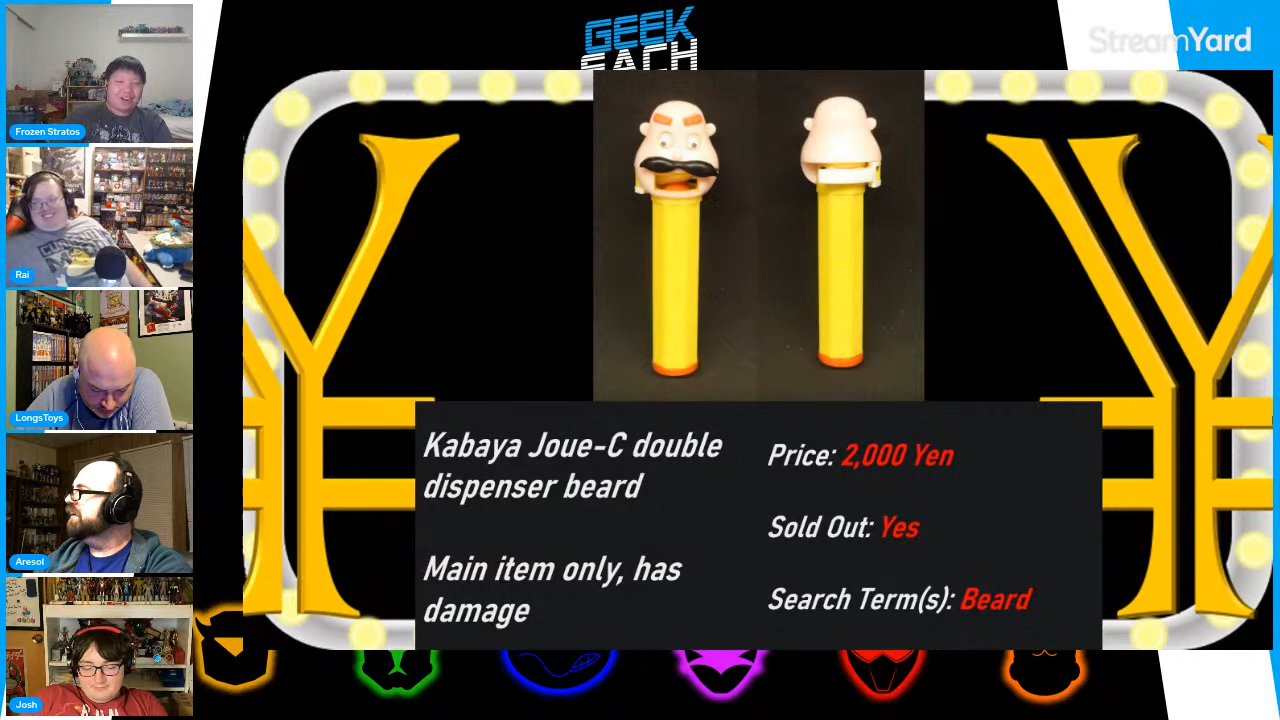 GEEK
EACH
StreamYard
Frozen Stratos
Rai
LongsToys
Aresol
Josh
Kabaya Joue-C double
dispenser beard
Main item only, has
damage
Price: 2,000 Yen
Sold Out: Yes
Search Term(s): Beard